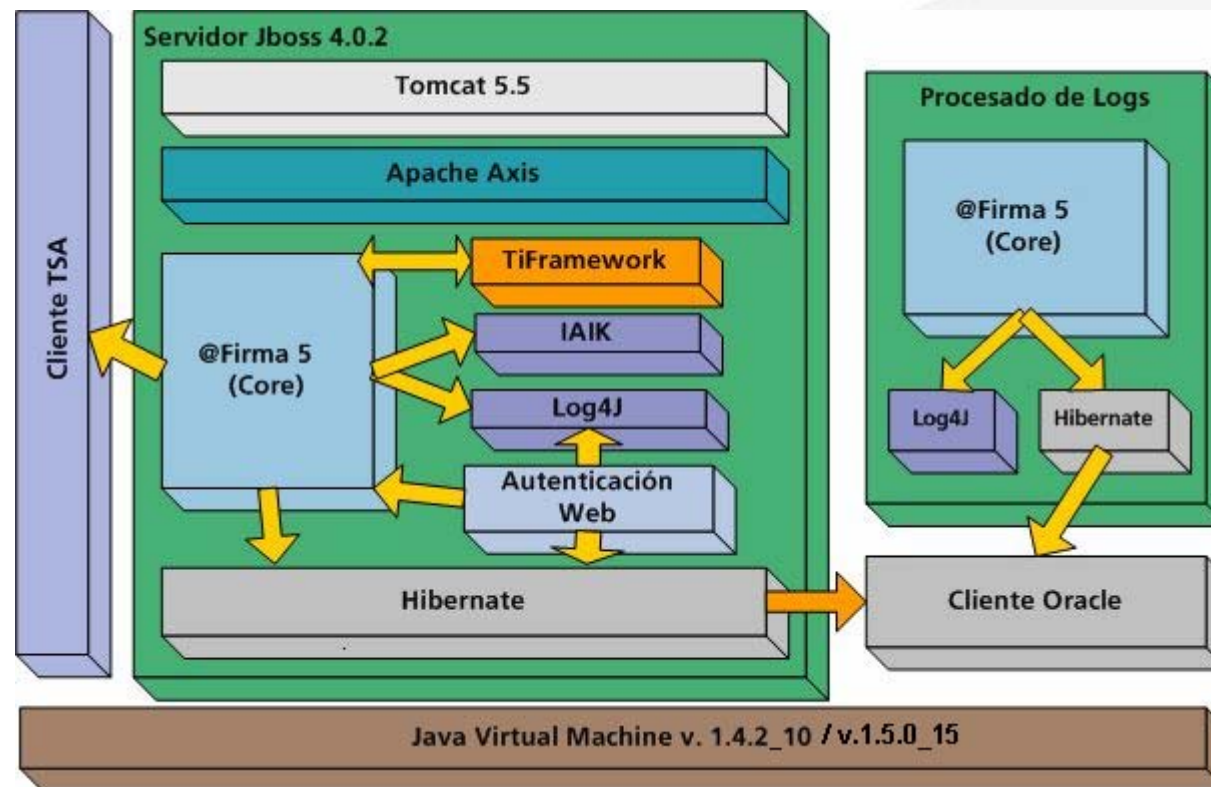 Servidor Jboss 4.0.2
Tomcat 5.5
Apache Axis
Cliente TSA
@Firma 5
(Core)
TiFramework
IAIK
Log4J
Autenticación
Web
Hibernate
Procesado de Logs
@Firma 5
(Core)
Log4J
Hibernate
Cliente Oracle
Java Virtual Machine v. 1.4.2_10 / v.1.5.0_15